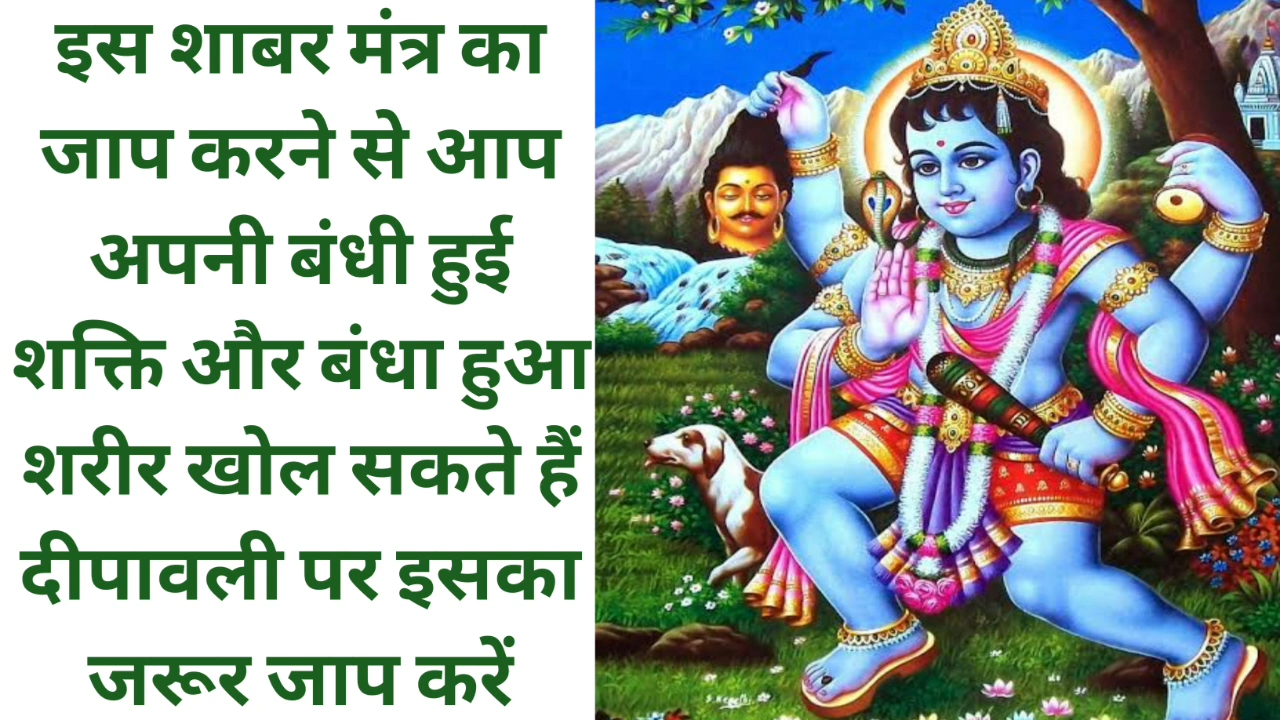 इस शाबर मंत्र का
जाप करने से आप
अपनी बंधी हुई
शक्ति और बंधा हुआ
शरीर खोल सकते हैं
दीपावली पर इसका
जरूर जाप करें